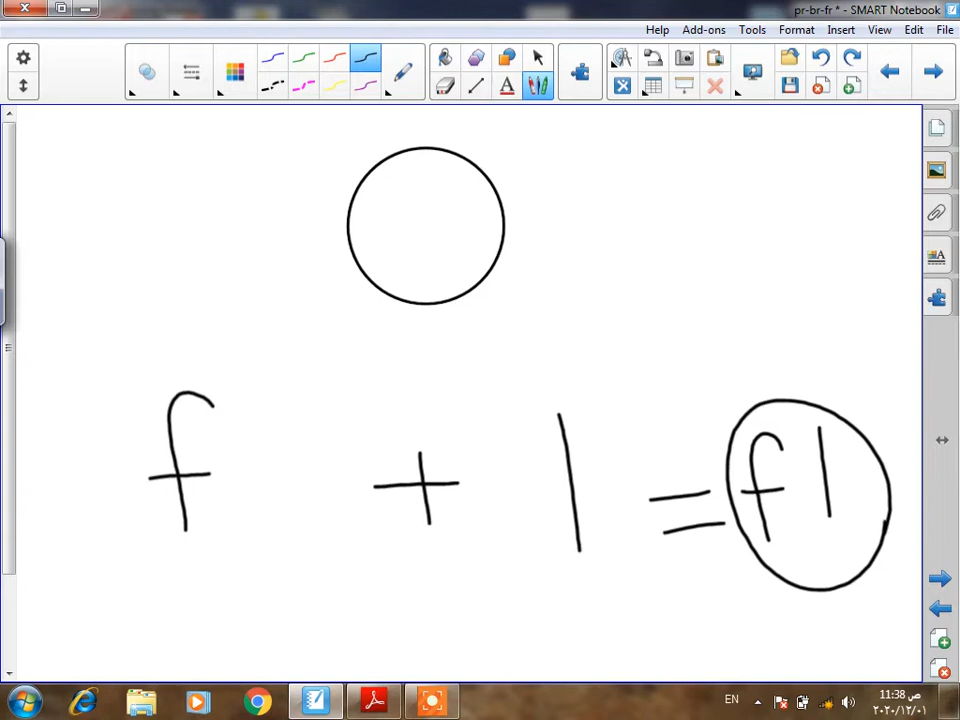 pr-br-fr * - SMART Notebook
Help Add-ons Tools Format Insert View Edit File
f + l = fl
EN
11:38 ص
٢٠٢٠/١٢/٠١